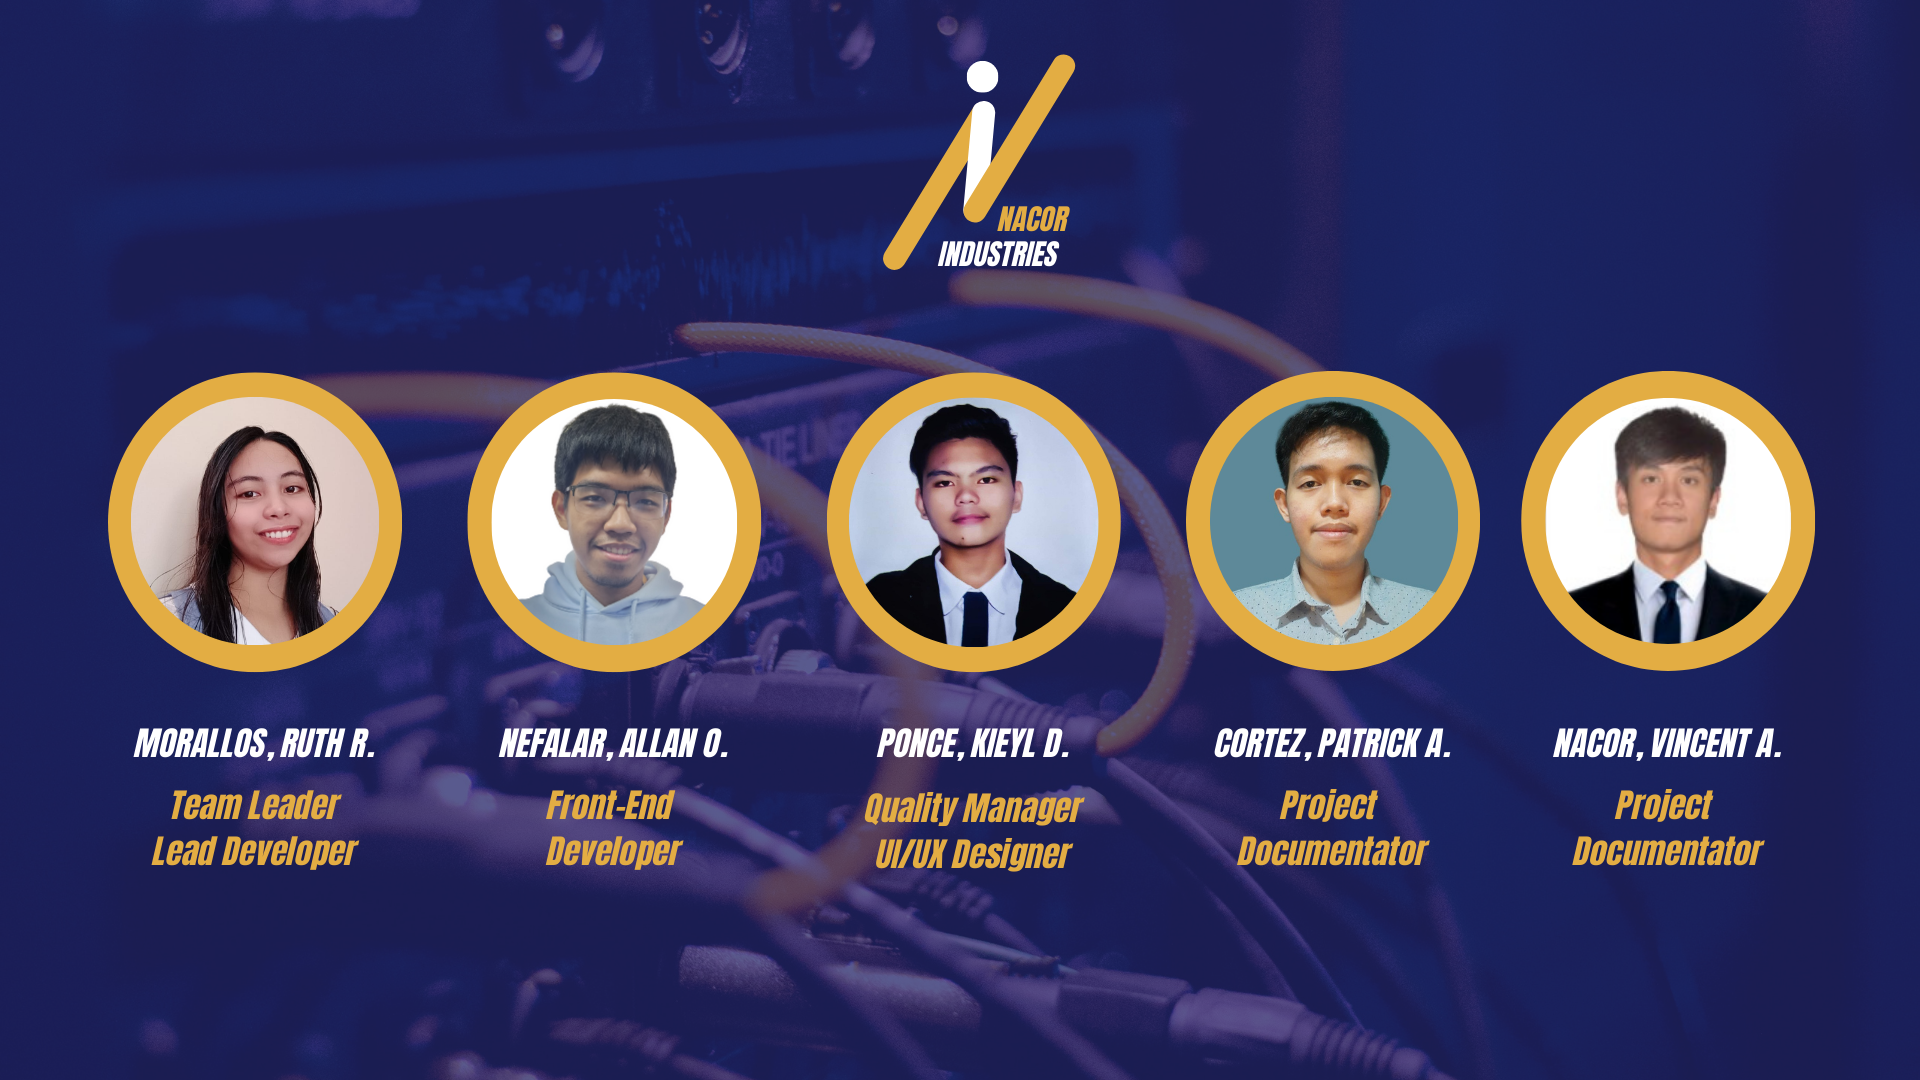 NACOR
INDUSTRIES
MORALLOS, RUTH R.
Team Leader
Lead Developer
NEFALAR, ALLAN O.
Front-End
Developer
PONCE, KIEYL D.
Quality Manager
UI/UX Designer
CORTEZ, PATRICK A.
Project
Documentator
NACOR, VINCENT A.
Project
Documentator